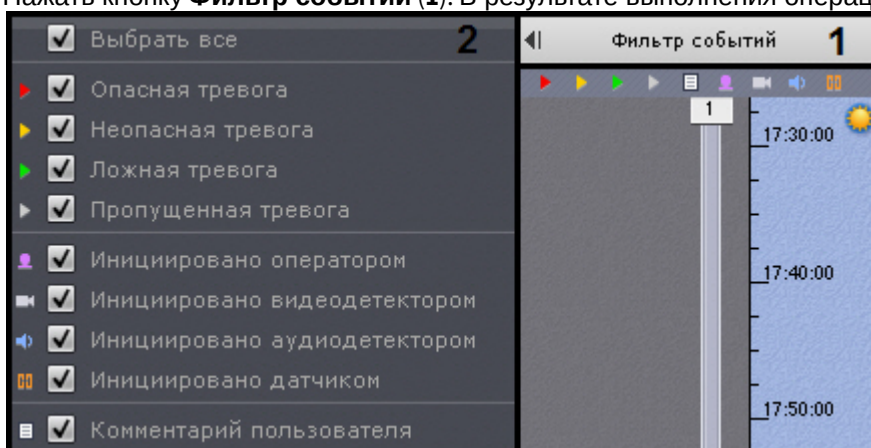 Нажать кнопку Фильтр событий (1). В результате выполнения операц
Выбрать все 2
Фильтр событий 1
Опасная тревога
Неопасная тревога
Ложная тревога
Пропущенная тревога
Инициировано оператором
Инициировано видеодетектором
Инициировано аудиодетектором
Инициировано датчиком
Комментарий пользователя
1
17:30:00
17:40:00
17:50:00